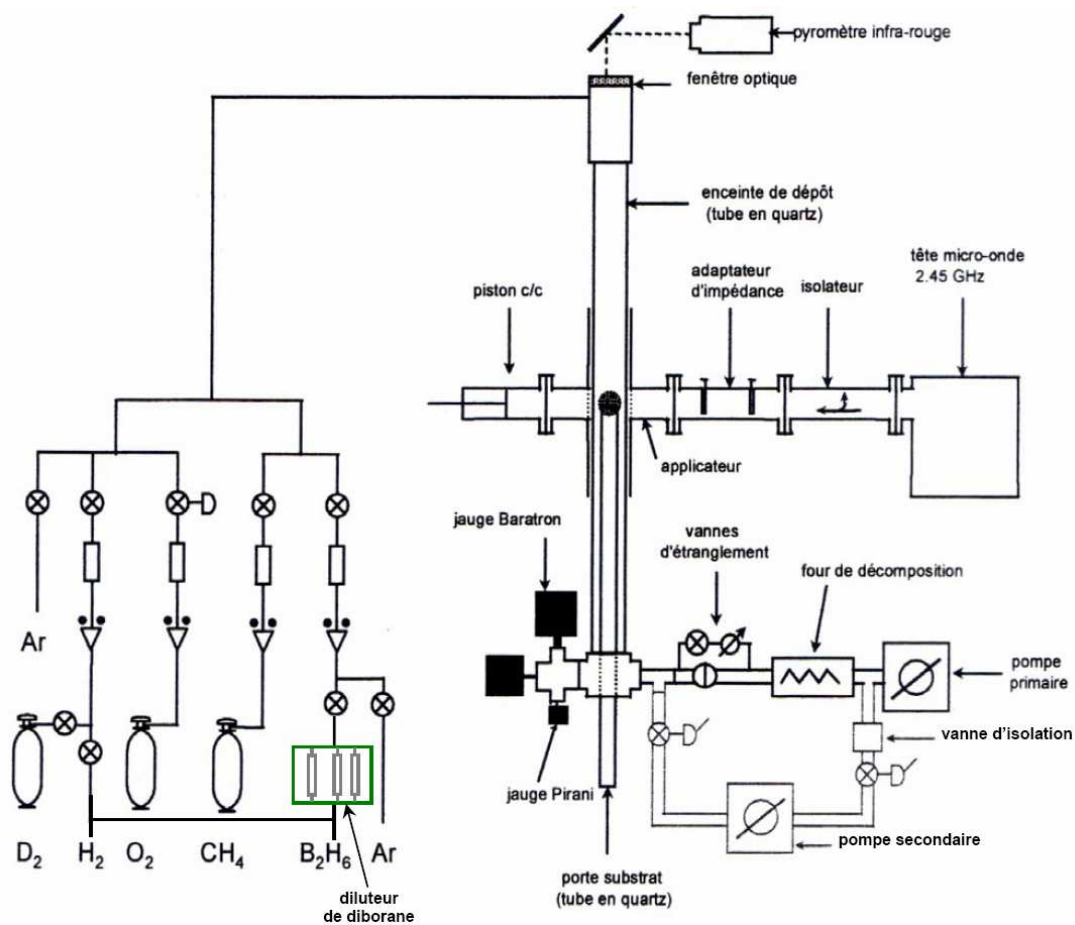 pyromètre infra-rouge
fenêtre optique
enceinte de dépôt
(tube en quartz)
tête micro-onde
2.45 GHz
adaptateur
d'impédance
isolateur
piston c/c
applicateur
jauge Baratron
vannes
d'étranglement
four de décomposition
Ar
pompe
primaire
vanne d'isolation
jauge Pirani
pompe secondaire
D2 H2 O2 CH4 B2H6 Ar
porte substrat
(tube en quartz)
diluteur
de diborane